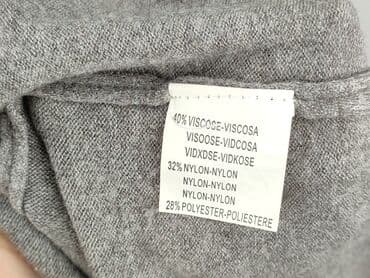 40% VISCOSE-VISCOSA
VISOOSE-VIDCOSA
VIDXDSE-VIDKOSE
32% NYLON-NYLON
NYLON-NYLON
NYLON-NYLON
28% POLYESTER-POLIESTERE